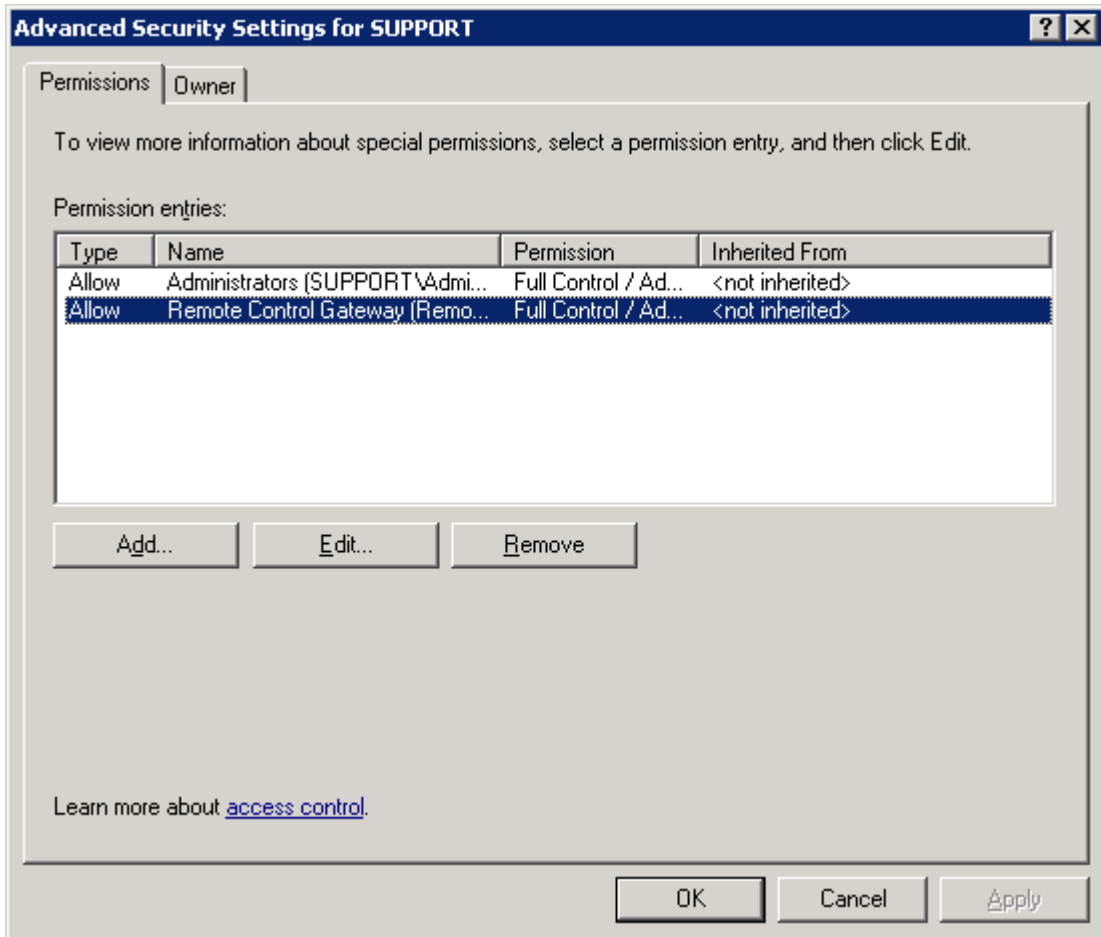 Advanced Security Settings for SUPPORT
Permissions Owner
To view more information about special permissions, select a permission entry, and then click Edit.
Permission entries:
Type Name Permission Inherited From
Allow Administrators (SUPPORT\Admi... Full Control / Ad... <not inherited>
Allow Remote Control Gateway (Remo... Full Control / Ad... <not inherited>
Add... Edit... Remove
Learn more about access control.
OK Cancel Apply